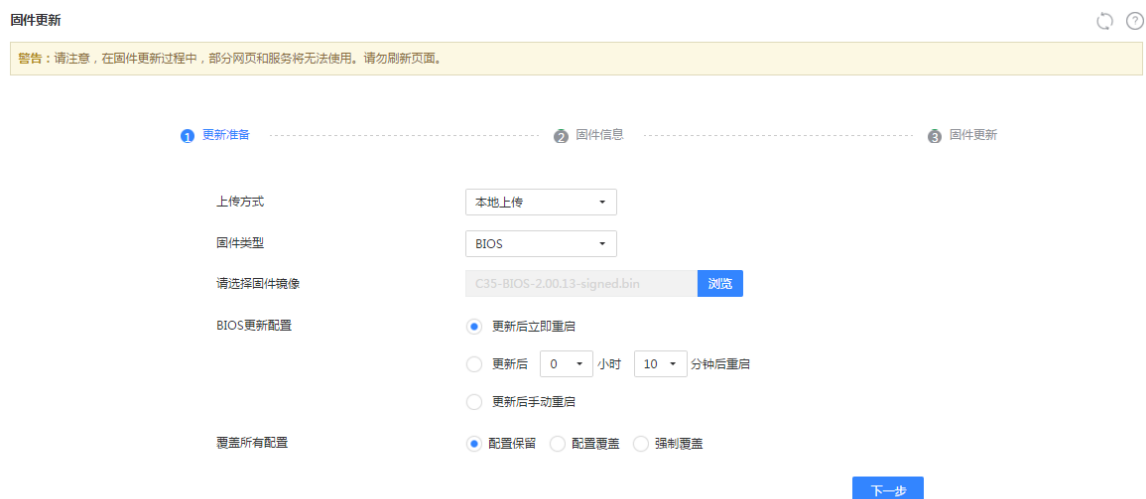 固件更新
警告：请注意，在固件更新过程中，部分网页和服务将无法使用。请勿刷新页面。
1 更新准备 2 固件信息 3 固件更新
上传方式 本地上传
固件类型 BIOS
请选择固件镜像 C35-BIOS-2.00.13-signed.bin 浏览
BIOS更新配置 更新后立即重启
更新后 0 小时 10 分钟后重启
更新后手动重启
覆盖所有配置 配置保留 配置覆盖 强制覆盖
下一步